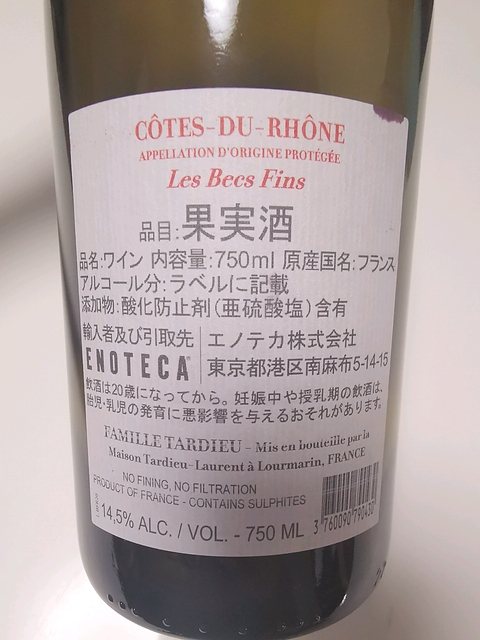 CÔTES-DU-RHÔNE
APPELLATION D'ORIGINE PROTÉGÉE
Les Becs Fins
品目:果実酒
品名:ワイン 内容量:750ml 原産国名:フランス
アルコール分:ラベルに記載
添加物:酸化防止剤(亜硫酸塩)含有
輸入者及び引取先 エノテカ株式会社
ENOTECA 東京都港区南麻布5-14-15
飲酒は20歳になってから。妊娠中や授乳期の飲酒は、
胎児・乳児の発育に悪影響を与えるおそれがあります。
FAMILLE TARDIEU - Mis en bouteille par la
Maison Tardieu-Laurent à Lourmarin, FRANCE
NO FINING, NO FILTRATION
PRODUCT OF FRANCE - CONTAINS SULPHITES
14,5% ALC. / VOL. - 750 ML
3 760090 790430